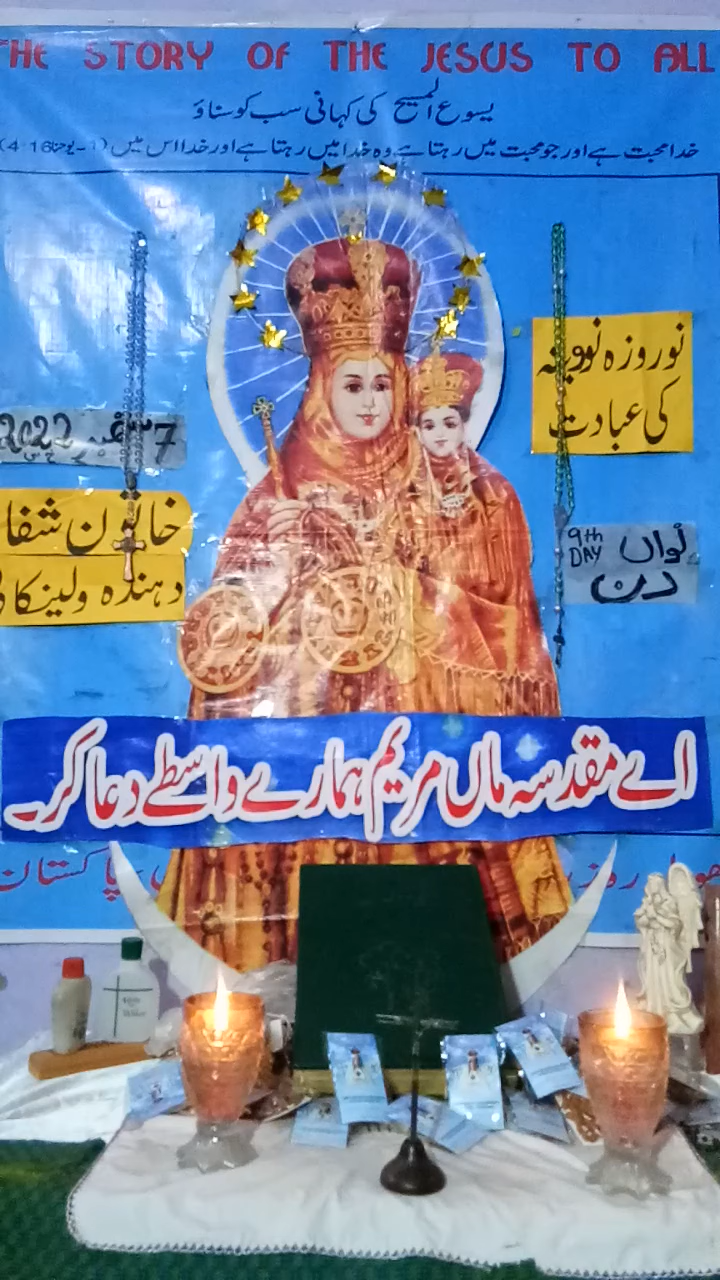 THE STORY OF THE JESUS TO ALL
یسوع المسیح کی کہانی سب کو سناؤ
خدا محبت ہے اور جو محبت میں رہتا ہے وہ خدا میں رہتا ہے اور خدا اس میں (1-یوحنا 4:16)
نو روزہ نووینہ
کی عبادت
2022
خاتون شفا
دہندہ ویلنکانی
9th
DAY
نواں
دن
اے مقدسہ ماں مریم ہمارے واسطے دعا کر۔
پاکستان